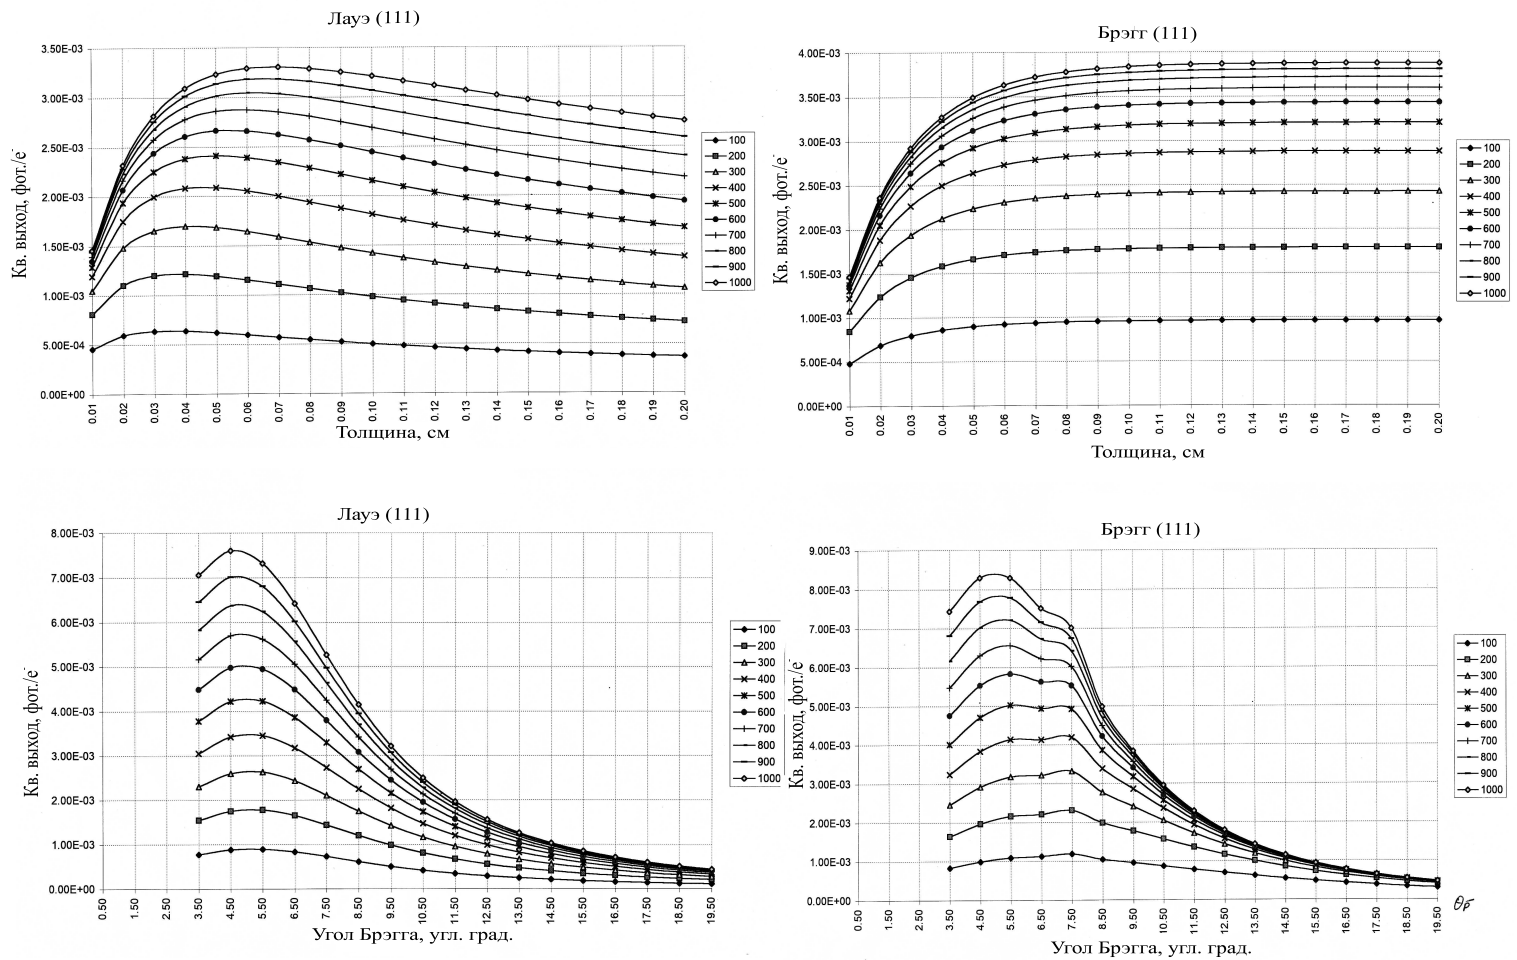 Лауэ (111)
3.50E-03
3.00E-03
2.50E-03
2.00E-03
1.50E-03
1.00E-03
5.00E-04
0.00E+00
Кв. выход, фот./е⁻
0.01 0.02 0.03 0.04 0.05 0.06 0.07 0.08 0.09 0.10 0.11 0.12 0.13 0.14 0.15 0.16 0.17 0.18 0.19 0.20
Толщина, см
100
200
300
400
500
600
700
800
900
1000
Брэгг (111)
4.00E-03
3.50E-03
3.00E-03
2.50E-03
2.00E-03
1.50E-03
1.00E-03
5.00E-04
0.00E+00
Кв. выход, фот./е⁻
0.01 0.02 0.03 0.04 0.05 0.06 0.07 0.08 0.09 0.10 0.11 0.12 0.13 0.14 0.15 0.16 0.17 0.18 0.19 0.20
Толщина, см
100
200
300
400
500
600
700
800
900
1000
Лауэ (111)
8.00E-03
7.00E-03
6.00E-03
5.00E-03
4.00E-03
3.00E-03
2.00E-03
1.00E-03
0.00E+00
Кв. выход, фот./е⁻
0.50 1.50 2.50 3.50 4.50 5.50 6.50 7.50 8.50 9.50 10.50 11.50 12.50 13.50 14.50 15.50 16.50 17.50 18.50 19.50
Угол Брэгга, угл. град.
100
200
300
400
500
600
700
800
900
1000
Брэгг (111)
9.00E-03
8.00E-03
7.00E-03
6.00E-03
5.00E-03
4.00E-03
3.00E-03
2.00E-03
1.00E-03
0.00E+00
Кв. выход, фот./е⁻
0.50 1.50 2.50 3.50 4.50 5.50 6.50 7.50 8.50 9.50 10.50 11.50 12.50 13.50 14.50 15.50 16.50 17.50 18.50 19.50
θб
Угол Брэгга, угл. град.
100
200
300
400
500
600
700
800
900
1000